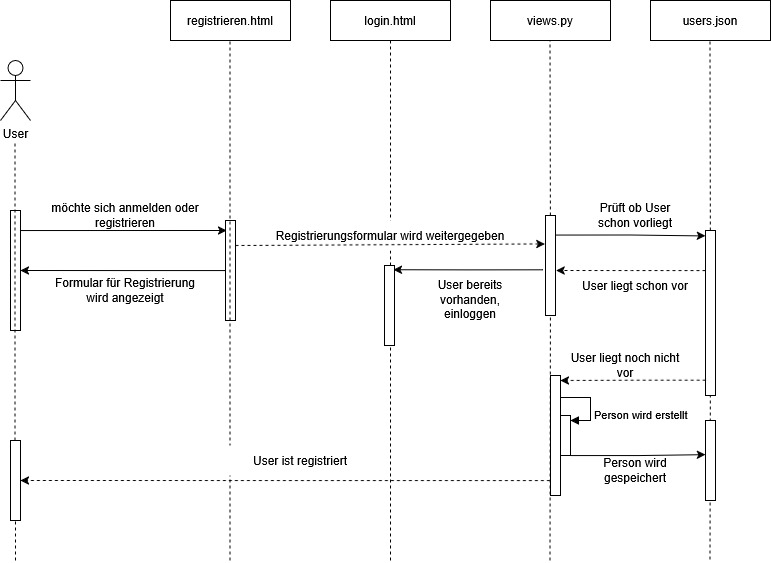 registrieren.html
login.html
views.py
users.json
User
möchte sich anmelden oder
registrieren
Prüft ob User
schon vorliegt
Registrierungsformular wird weitergegeben
Formular für Registrierung
wird angezeigt
User bereits
vorhanden,
einloggen
User liegt schon vor
User liegt noch nicht
vor
Person wird erstellt
User ist registriert
Person wird
gespeichert